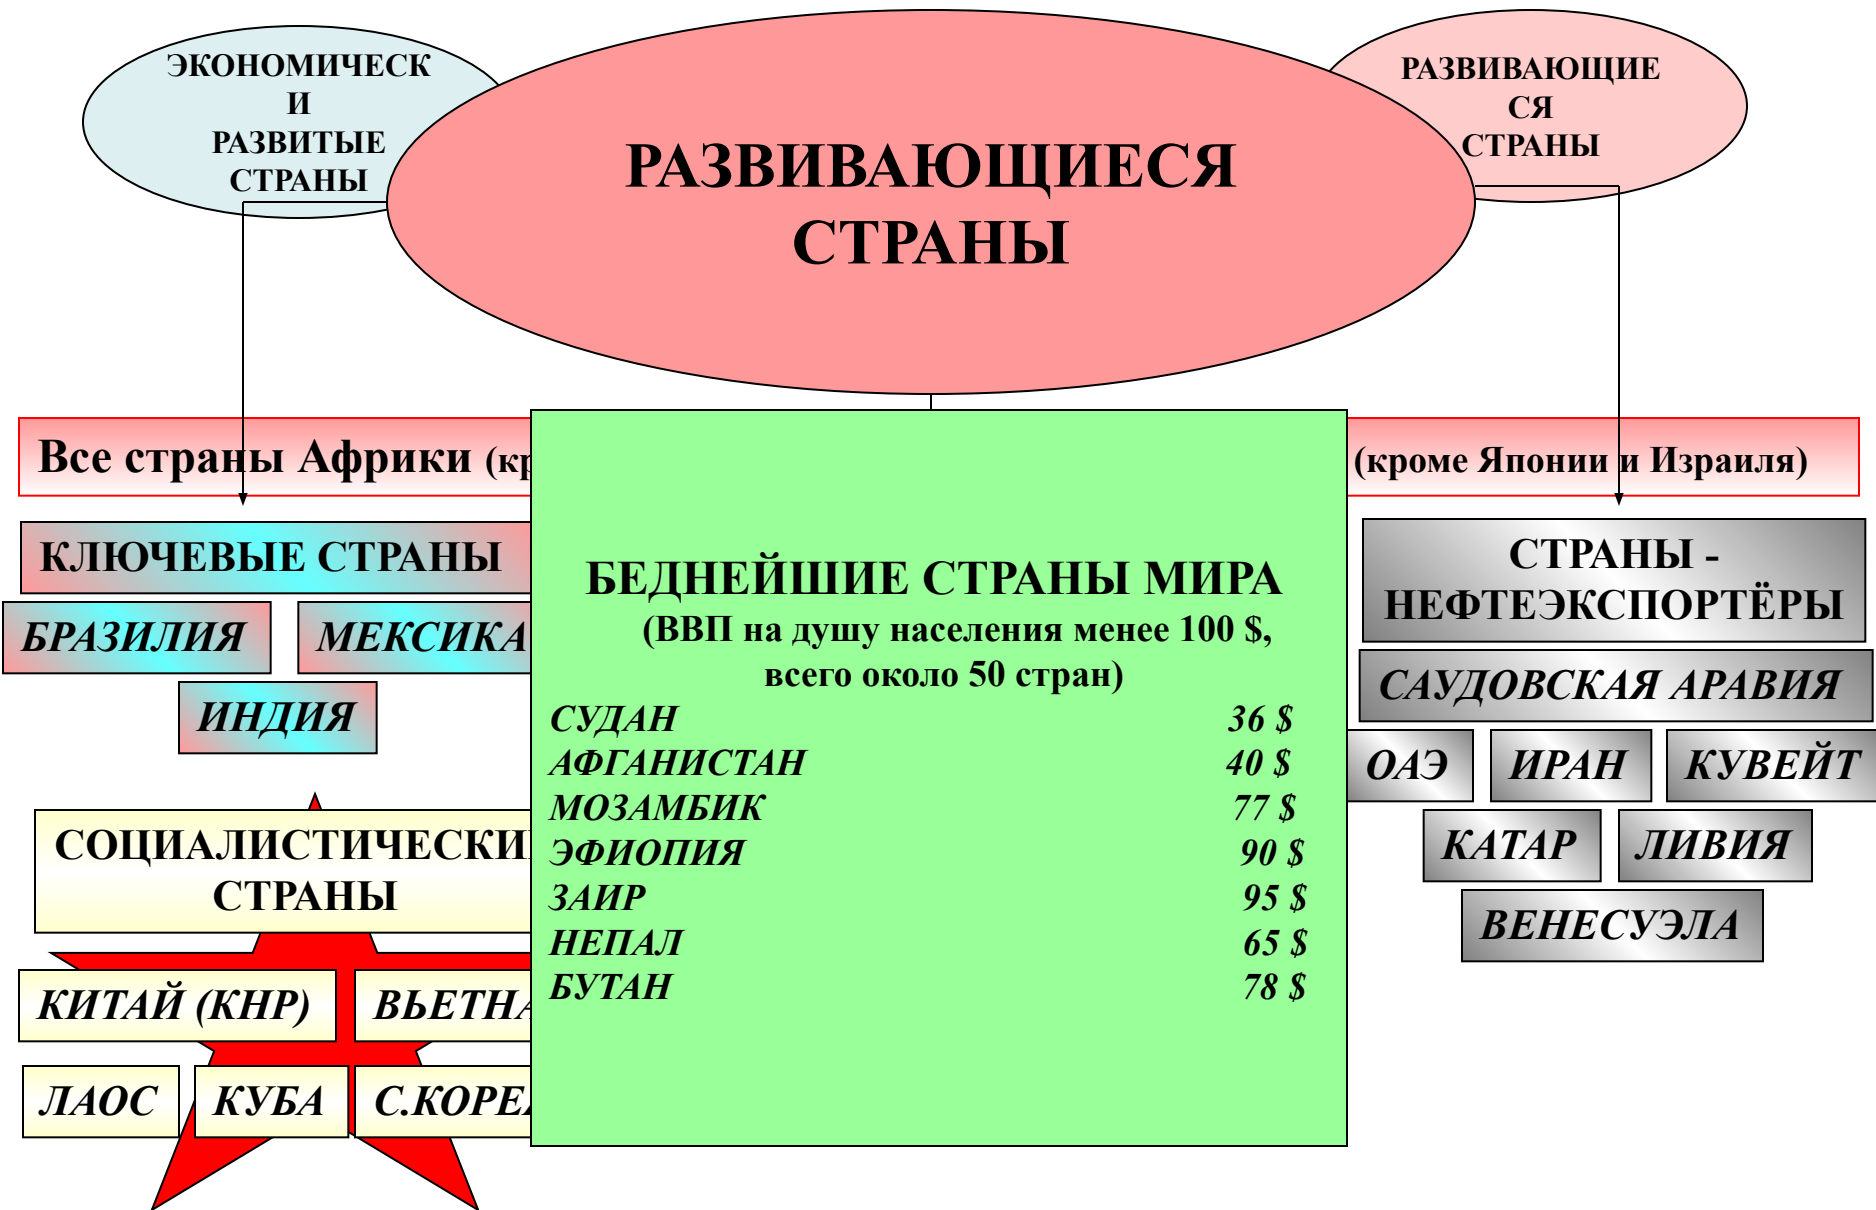 ЭКОНОМИЧЕСК
И
РАЗВИТЫЕ
СТРАНЫ
РАЗВИВАЮЩИЕСЯ
СТРАНЫ
РАЗВИВАЮЩИЕ
СЯ
СТРАНЫ
Все страны Африки
(кроме Японии и Израиля)
КЛЮЧЕВЫЕ СТРАНЫ
БРАЗИЛИЯ
МЕКСИКА
ИНДИЯ
СОЦИАЛИСТИЧЕСКИ
СТРАНЫ
КИТАЙ (КНР)
ВЬЕТНА
ЛАОС
КУБА
С.КОРЕ
БЕДНЕЙШИЕ СТРАНЫ МИРА
(ВВП на душу населения менее 100 $,
всего около 50 стран)
СУДАН 36 $
АФГАНИСТАН 40 $
МОЗАМБИК 77 $
ЭФИОПИЯ 90 $
ЗАИР 95 $
НЕПАЛ 65 $
БУТАН 78 $
СТРАНЫ -
НЕФТЕЭКСПОРТЁРЫ
САУДОВСКАЯ АРАВИЯ
ОАЭ
ИРАН
КУВЕЙТ
КАТАР
ЛИВИЯ
ВЕНЕСУЭЛА